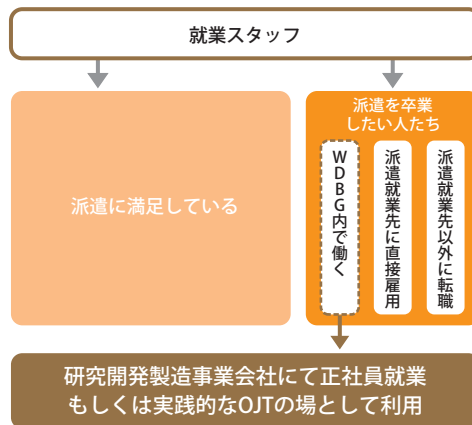 就業スタッフ
派遣に満足している
派遣を卒業
したい人たち
WDBG内で働く
派遣就業先に直接雇用
派遣就業先以外に転職
研究開発製造事業会社にて正社員就業
もしくは実践的なOJTの場として利用